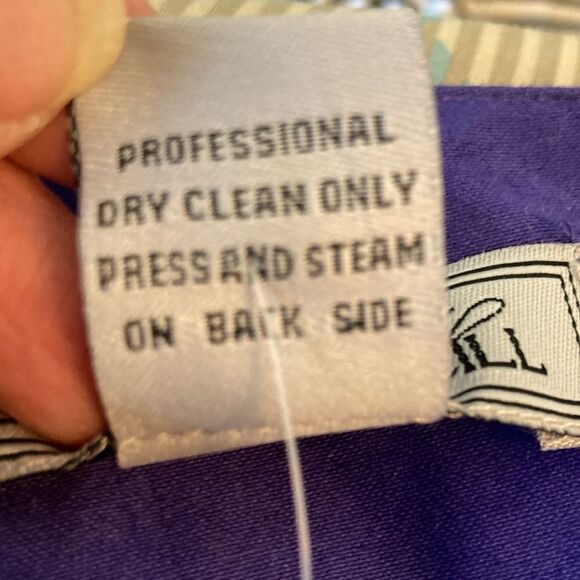 PROFESSIONAL
DRY CLEAN ONLY
PRESS AND STEAM
ON BACK SIDE